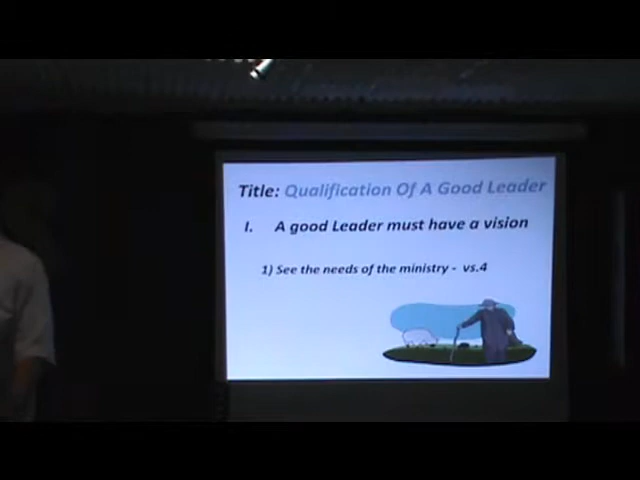 Title: Qualification Of A Good Leader
I. A good Leader must have a vision
1) See the needs of the ministry - vs.4